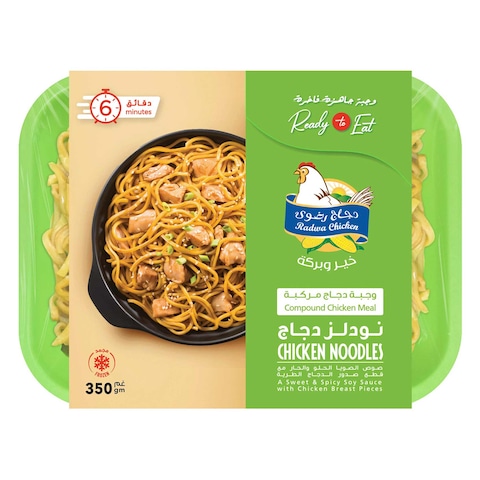 6
دقائق
minutes
وجبة جاهزة فاخرة
Ready to Eat
دجاج رضوى
Radwa Chicken
خير وبركة
وجبة دجاج مركبة
Compound Chicken Meal
نودلز دجاج
CHICKEN NOODLES
صوص الصويا الحلو والحار مع
قطع صدور الدجاج الطرية
A Sweet & Spicy Soy Sauce
with Chicken Breast Pieces
مجمد
FROZEN
350 غم
gm